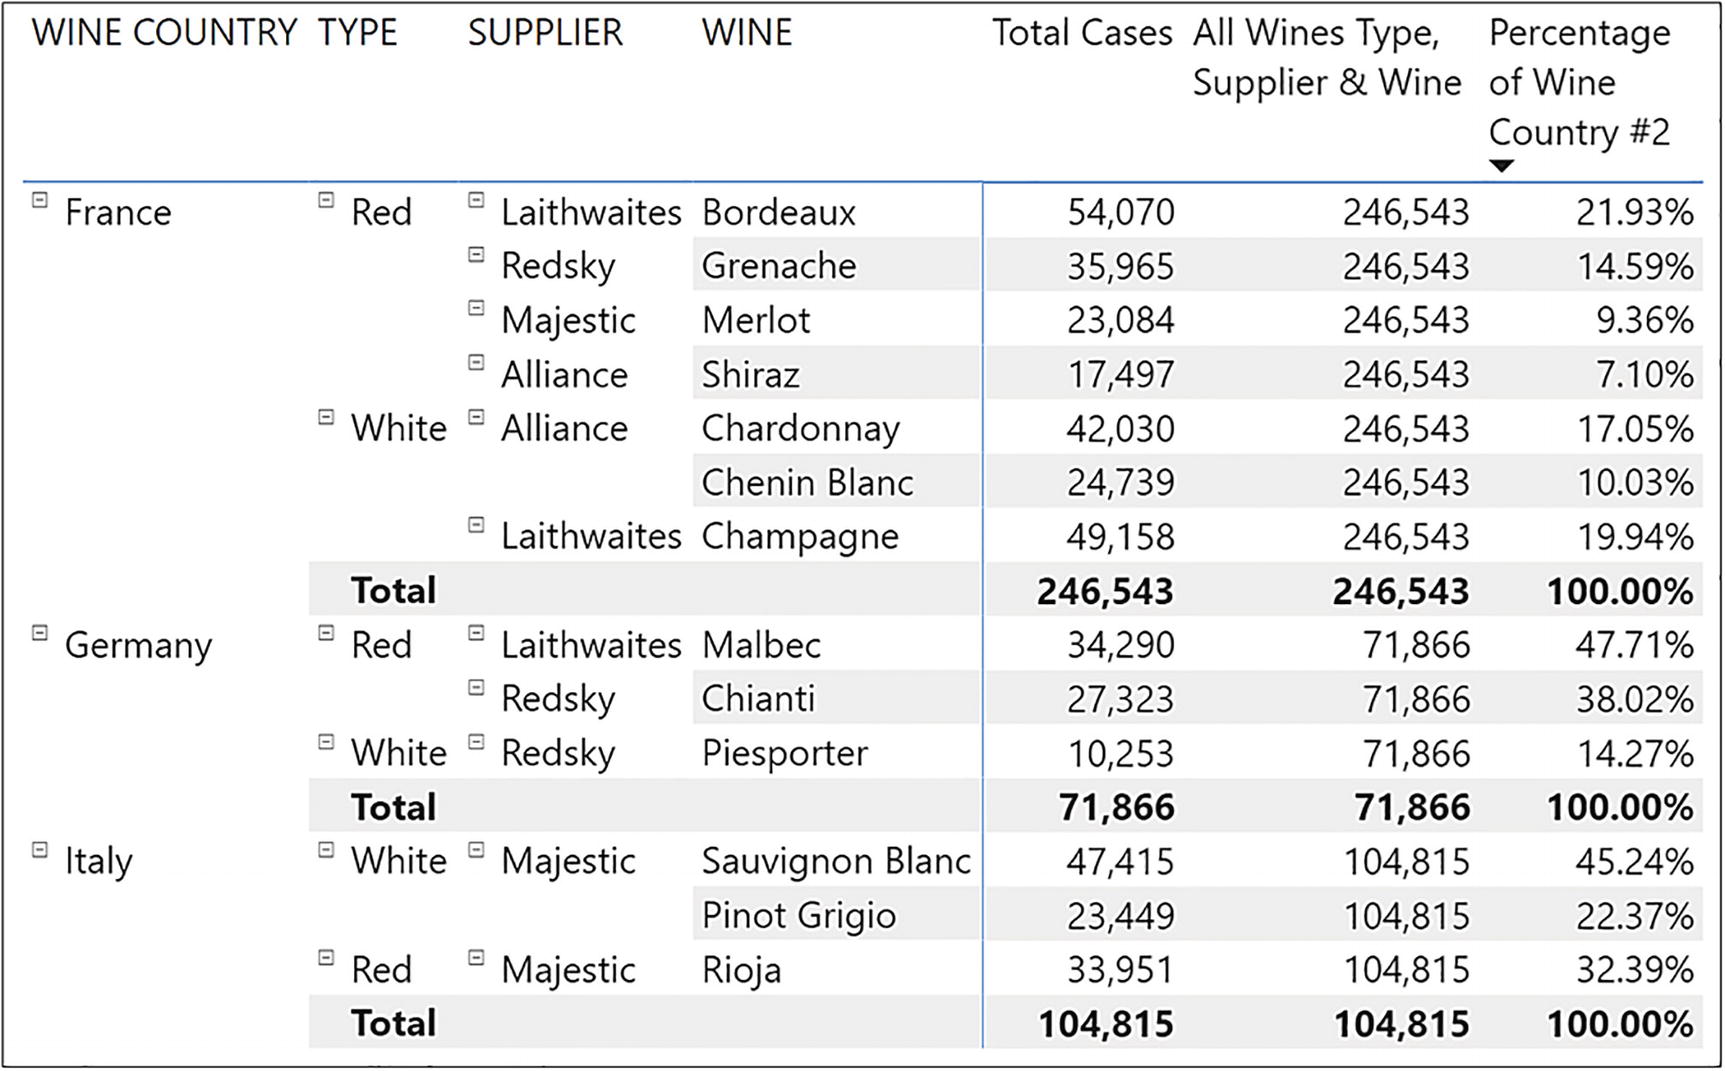 WINE COUNTRY TYPE SUPPLIER WINE Total Cases All Wines Type, Supplier & Wine Percentage of Wine Country #2
France Red Laithwaites Bordeaux 54,070 246,543 21.93%
Redsky Grenache 35,965 246,543 14.59%
Majestic Merlot 23,084 246,543 9.36%
Alliance Shiraz 17,497 246,543 7.10%
White Alliance Chardonnay 42,030 246,543 17.05%
Chenin Blanc 24,739 246,543 10.03%
Laithwaites Champagne 49,158 246,543 19.94%
Total 246,543 246,543 100.00%
Germany Red Laithwaites Malbec 34,290 71,866 47.71%
Redsky Chianti 27,323 71,866 38.02%
White Redsky Piesporter 10,253 71,866 14.27%
Total 71,866 71,866 100.00%
Italy White Majestic Sauvignon Blanc 47,415 104,815 45.24%
Pinot Grigio 23,449 104,815 22.37%
Red Majestic Rioja 33,951 104,815 32.39%
Total 104,815 104,815 100.00%